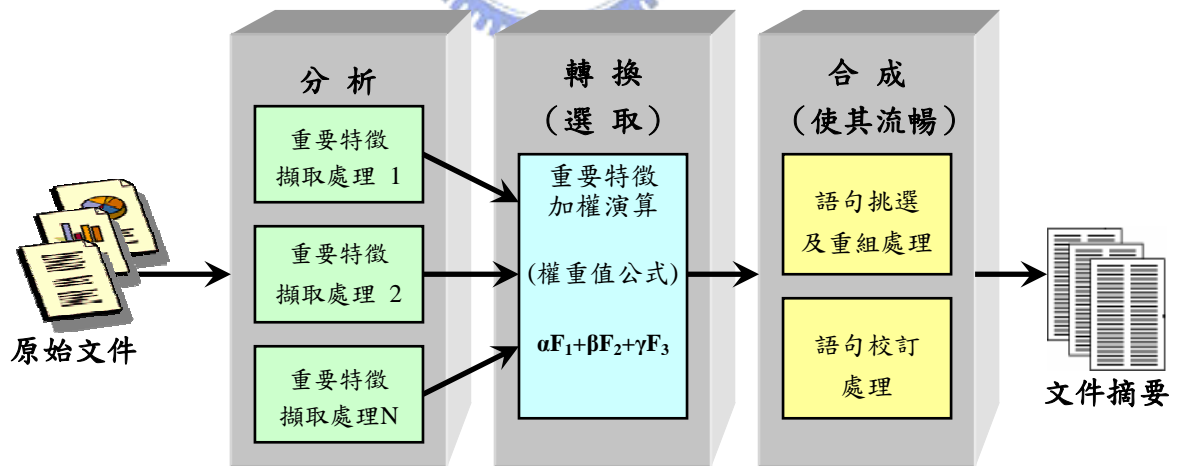 原始文件
分 析
重要特徵
擷取處理 1
重要特徵
擷取處理 2
重要特徵
擷取處理N
轉 換
(選 取)
重要特徵
加權演算
(權重值公式)
αF₁+βF₂+γF₃
合 成
(使其流暢)
語句挑選
及重組處理
語句校訂
處理
文件摘要